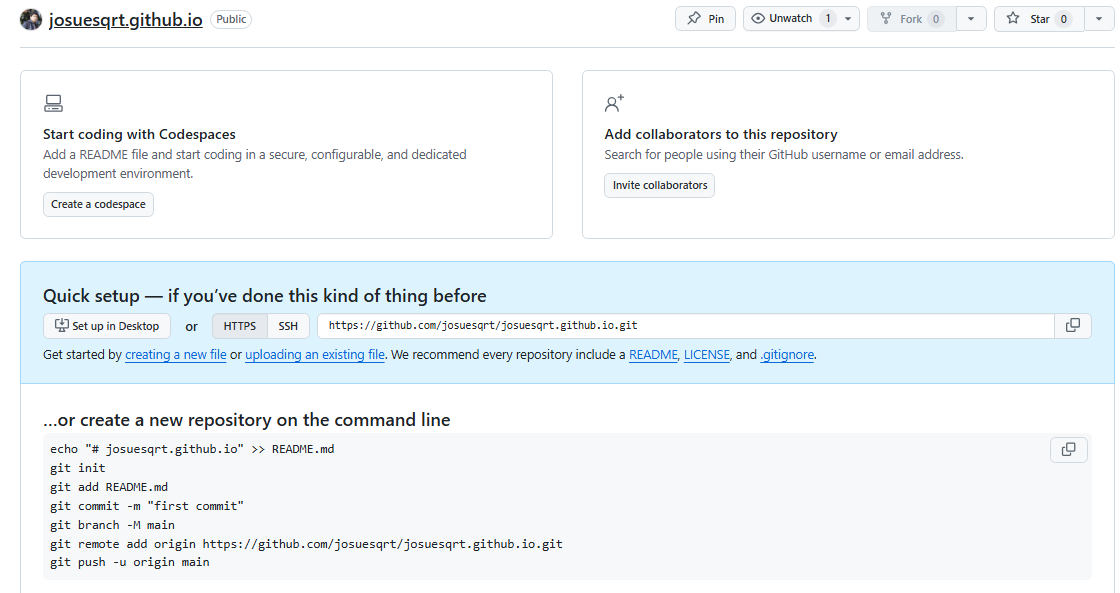 josuesqrt.github.io Public Pin Unwatch 1 Fork 0 Star 0
Start coding with Codespaces
Add a README file and start coding in a secure, configurable, and dedicated
development environment.
Create a codespace
Add collaborators to this repository
Search for people using their GitHub username or email address.
Invite collaborators
Quick setup — if you’ve done this kind of thing before
Set up in Desktop or HTTPS SSH https://github.com/josuesqrt/josuesqrt.github.io.git
Get started by creating a new file or uploading an existing file. We recommend every repository include a README, LICENSE, and .gitignore.
…or create a new repository on the command line
echo "# josuesqrt.github.io" >> README.md
git init
git add README.md
git commit -m "first commit"
git branch -M main
git remote add origin https://github.com/josuesqrt/josuesqrt.github.io.git
git push -u origin main